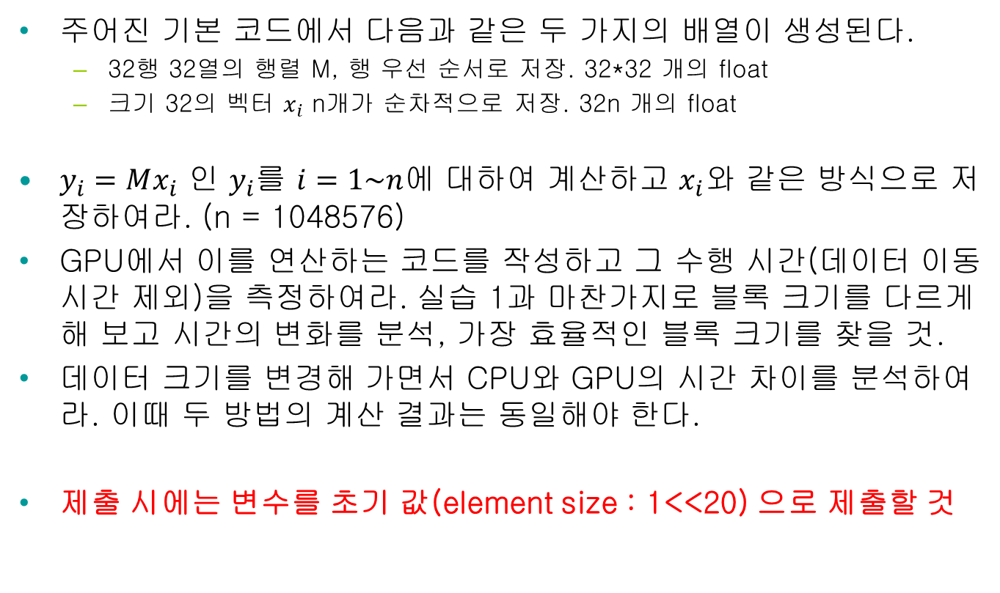 • 주어진 기본 코드에서 다음과 같은 두 가지의 배열이 생성된다.
– 32행 32열의 행렬 M, 행 우선 순서로 저장. 32*32 개의 float
– 크기 32의 벡터 xᵢ n개가 순차적으로 저장. 32n 개의 float
• yᵢ = Mxᵢ 인 yᵢ를 i = 1~n에 대하여 계산하고 xᵢ와 같은 방식으로 저
장하여라. (n = 1048576)
• GPU에서 이를 연산하는 코드를 작성하고 그 수행 시간(데이터 이동
시간 제외)을 측정하여라. 실습 1과 마찬가지로 블록 크기를 다르게
해 보고 시간의 변화를 분석, 가장 효율적인 블록 크기를 찾을 것.
• 데이터 크기를 변경해 가면서 CPU와 GPU의 시간 차이를 분석하여
라. 이때 두 방법의 계산 결과는 동일해야 한다.
• 제출 시에는 변수를 초기 값(element size : 1<<20) 으로 제출할 것